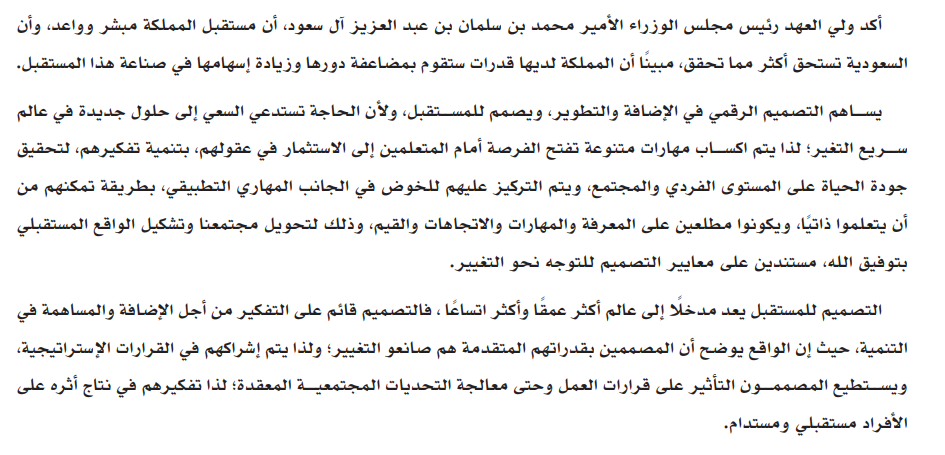 أكد ولي العهد رئيس مجلس الوزراء الأمير محمد بن سلمان بن عبد العزيز آل سعود، أن مستقبل المملكة مبشر وواعد، وأن
السعودية تستحق أكثر مما تحقق، مبينًا أن المملكة لديها قدرات ستقوم بمضاعفة دورها وزيادة إسهامها في صناعة هذا المستقبل.
يساهم التصميم الرقمي في الإضافة والتطوير، ويصمم للمستقبل، ولأن الحاجة تستدعي السعي إلى حلول جديدة في عالم
سريع التغير؛ لذا يتم اكساب مهارات متنوعة تفتح الفرصة أمام المتعلمين إلى الاستثمار في عقولهم، بتنمية تفكيرهم، لتحقيق
جودة الحياة على المستوى الفردي والمجتمع، ويتم التركيز عليهم للخوض في الجانب المهاري التطبيقي، بطريقة تمكنهم من
أن يتعلموا ذاتيًا، ويكونوا مطلعين على المعرفة والمهارات والاتجاهات والقيم، وذلك لتحويل مجتمعنا وتشكيل الواقع المستقبلي
بتوفيق الله، مستندين على معايير التصميم للتوجه نحو التغيير.
التصميم للمستقبل يعد مدخلًا إلى عالم أكثر عمقًا وأكثر اتساعًا ، فالتصميم قائم على التفكير من أجل الإضافة والمساهمة في
التنمية، حيث إن الواقع يوضح أن المصممين بقدراتهم المتقدمة هم صانعو التغيير؛ ولذا يتم إشراكهم في القرارات الإستراتيجية،
ويستطيع المصممون التأثير على قرارات العمل وحتى معالجة التحديات المجتمعية المعقدة؛ لذا تفكيرهم في نتاج أثره على
الأفراد مستقبلي ومستدام.